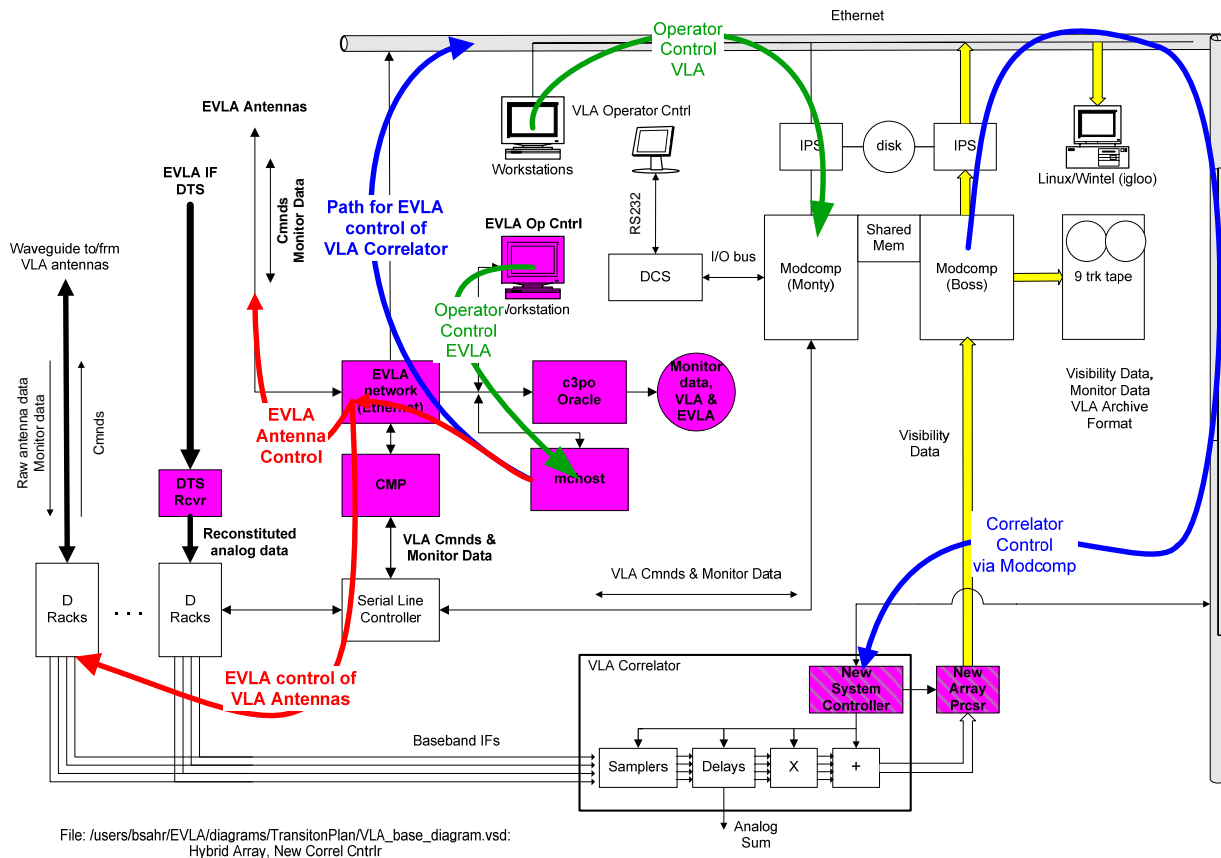 Ethernet
Operator
Control
VLA
EVLA Antennas
VLA Operator Cntrl
Workstations
IPS
disk
IPS
Linux/Wintel (igloo)
EVLA IF
DTS
Cmnds
Monitor Data
Path for EVLA
control of
VLA Correlator
RS232
EVLA Op Cntrl
Workstation
Waveguide to/frm
VLA antennas
DCS
I/O bus
Modcomp
(Monty)
Shared
Mem
Modcomp
(Boss)
9 trk tape
Operator
Control
EVLA
Visibility Data,
Monitor Data
VLA Archive
Format
EVLA
network
(Ethernet)
c3po
Oracle
Monitor
data,
VLA &
EVLA
EVLA
Antenna
Control
Raw antenna data
Monitor data
Cmnds
Visibility
Data
DTS
Rcvr
CMP
mchost
Reconstituted
analog data
VLA Cmnds &
Monitor Data
Correlator
Control
via Modcomp
D
Racks
. . .
D
Racks
Serial Line
Controller
VLA Cmnds & Monitor Data
EVLA control of
VLA Antennas
VLA Correlator
New
System
Controller
New
Array
Prcsr
Baseband IFs
Samplers
Delays
X
+
Analog
Sum
File: /users/bsahr/EVLA/diagrams/TransitonPlan/VLA_base_diagram.vsd:
Hybrid Array, New Correl Cntrlr